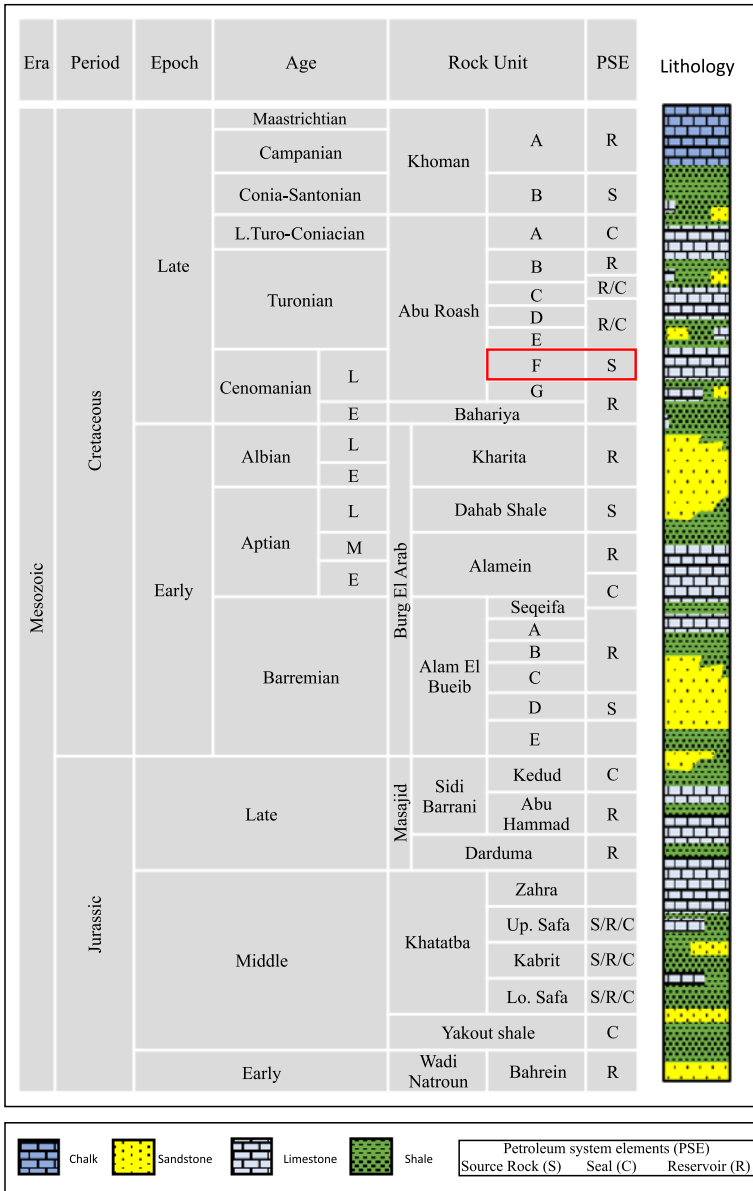 Era Period Epoch Age Rock Unit PSE Lithology
Maastrichtian
Campanian
Khoman
A
R
Conia-Santonian
B
S
L.Turo-Coniacian
A
C
Late
Turonian
Abu Roash
B
R
C
R/C
D
R/C
E
Cenomanian
L
F
S
G
E
Bahariya
R
Cretaceous
Mesozoic
Early
Albian
L
E
Burg El Arab
Kharita
R
Aptian
L
Dahab Shale
S
M
E
Alamein
R
C
Barremian
Alam El
Bueib
Seqeifa
A
B
C
R
D
S
E
Jurassic
Late
Masajid
Sidi
Barrani
Kedud
C
Abu
Hammad
R
Darduma
R
Middle
Khatatba
Zahra
Up. Safa
S/R/C
Kabrit
S/R/C
Lo. Safa
S/R/C
Yakout shale
C
Early
Wadi
Natroun
Bahrein
R
Chalk Sandstone Limestone Shale
Petroleum system elements (PSE)
Source Rock (S) Seal (C) Reservoir (R)